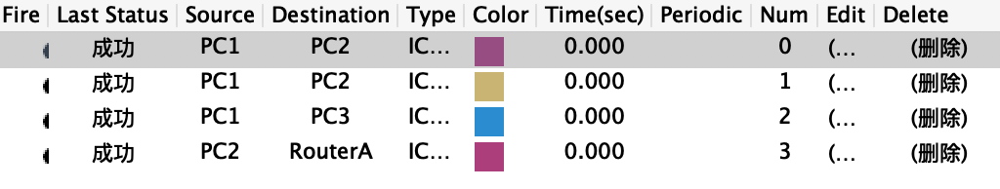 Fire Last Status Source Destination Type Color Time(sec) Periodic Num Edit Delete
成功 PC1 PC2 IC... 0.000 0 (... (删除)
成功 PC1 PC2 IC... 0.000 1 (... (删除)
成功 PC1 PC3 IC... 0.000 2 (... (删除)
成功 PC2 RouterA IC... 0.000 3 (... (删除)